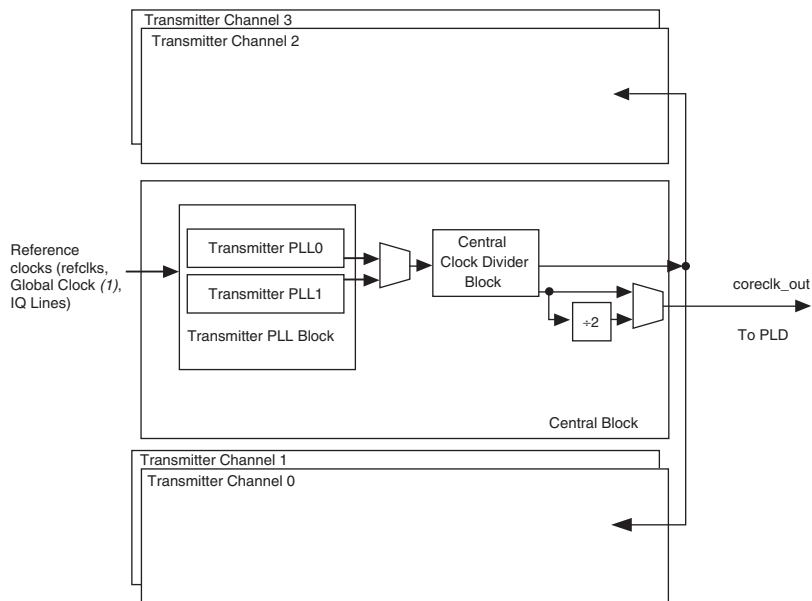 Transmitter Channel 3
Transmitter Channel 2
Reference
clocks (refclks,
Global Clock (1),
IQ Lines)
Transmitter PLL0
Transmitter PLL1
Transmitter PLL Block
Central
Clock Divider
Block
÷2
coreclk_out
To PLD
Central Block
Transmitter Channel 1
Transmitter Channel 0